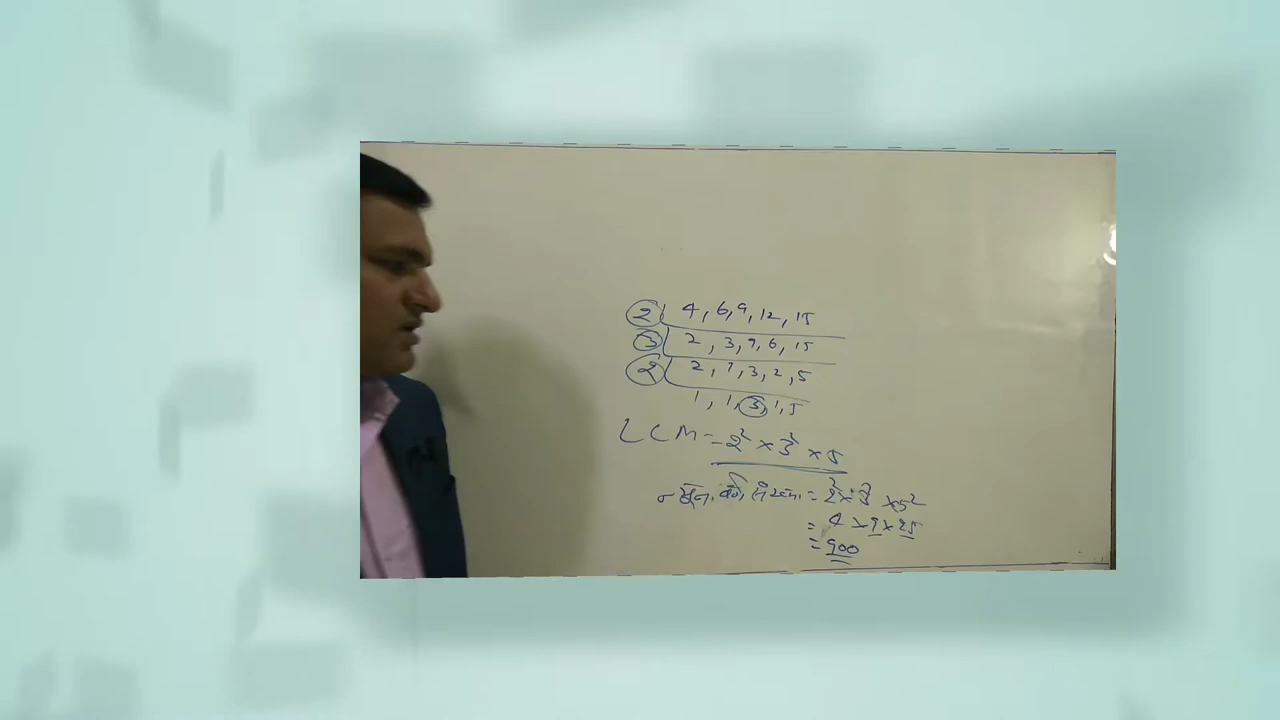 2 | 4, 6, 9, 12, 15
3 | 2, 3, 9, 6, 15
2 | 2, 1, 3, 2, 5
1, 1, 3, 1, 5
LCM = 2² × 3² × 5
संख्या = 2² × 3² × 5²
= 4 × 9 × 25
= 900